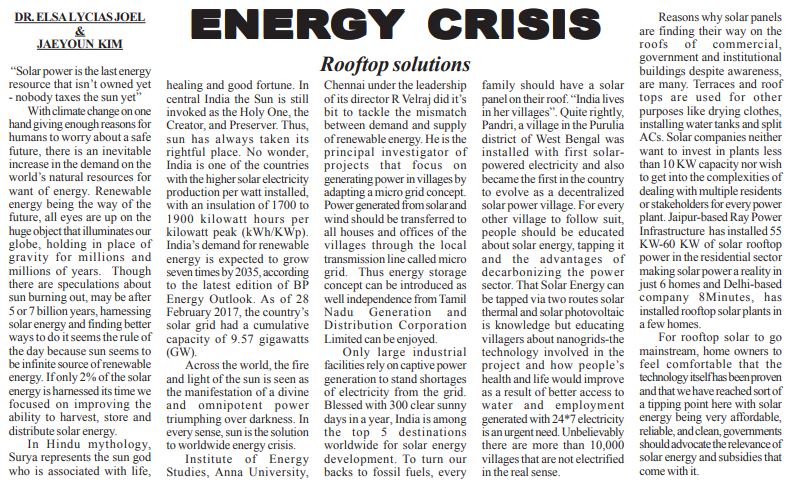 DR. ELSA LYCIAS JOEL
&
JAEYOUN KIM
ENERGY CRISIS
Rooftop solutions
“Solar power is the last energy
resource that isn’t owned yet
- nobody taxes the sun yet”
With climate change on one
hand giving enough reasons for
humans to worry about a safe
future, there is an inevitable
increase in the demand on the
world’s natural resources for
want of energy. Renewable
energy being the way of the
future, all eyes are up on the
huge object that illuminates our
globe, holding in place of
gravity for millions and
millions of years. Though
there are speculations about
sun burning out, may be after
5 or 7 billion years, harnessing
solar energy and finding better
ways to do it seems the rule of
the day because sun seems to
be infinite source of renewable
energy. If only 2% of the solar
energy is harnessed its time we
focused on improving the
ability to harvest, store and
distribute solar energy.
In Hindu mythology,
Surya represents the sun god
who is associated with life,
healing and good fortune. In
central India the Sun is still
invoked as the Holy One, the
Creator, and Preserver. Thus,
sun has always taken its
rightful place. No wonder,
India is one of the countries
with the higher solar electricity
production per watt installed,
with an insulation of 1700 to
1900 kilowatt hours per
kilowatt peak (kWh/KWp).
India’s demand for renewable
energy is expected to grow
seven times by 2035, according
to the latest edition of BP
Energy Outlook. As of 28
February 2017, the country’s
solar grid had a cumulative
capacity of 9.57 gigawatts
(GW).
Across the world, the fire
and light of the sun is seen as
the manifestation of a divine
and omnipotent power
triumphing over darkness. In
every sense, sun is the solution
to worldwide energy crisis.
Institute of Energy
Studies, Anna University,
Chennai under the leadership
of its director R Velraj did it’s
bit to tackle the mismatch
between demand and supply
of renewable energy. He is the
principal investigator of
projects that focus on
generating power in villages by
adapting a micro grid concept.
Power generated from solar and
wind should be transferred to
all houses and offices of the
villages through the local
transmission line called micro
grid. Thus energy storage
concept can be introduced as
well independence from Tamil
Nadu Generation and
Distribution Corporation
Limited can be enjoyed.
Only large industrial
facilities rely on captive power
generation to stand shortages
of electricity from the grid.
Blessed with 300 clear sunny
days in a year, India is among
the top 5 destinations
worldwide for solar energy
development. To turn our
backs to fossil fuels, every
family should have a solar
panel on their roof. “India lives
in her villages”. Quite rightly,
Pandri, a village in the Purulia
district of West Bengal was
installed with first solar-
powered electricity and also
became the first in the country
to evolve as a decentralized
solar power village. For every
other village to follow suit,
people should be educated
about solar energy, tapping it
and the advantages of
decarbonizing the power
sector. That Solar Energy can
be tapped via two routes solar
thermal and solar photovoltaic
is knowledge but educating
villagers about nanogrids-the
technology involved in the
project and how people’s
health and life would improve
as a result of better access to
water and employment
generated with 24*7 electricity
is an urgent need. Unbelievably
there are more than 10,000
villages that are not electrified
in the real sense.
Reasons why solar panels
are finding their way on the
roofs of commercial,
government and institutional
buildings despite awareness,
are many. Terraces and roof
tops are used for other
purposes like drying clothes,
installing water tanks and split
ACs. Solar companies neither
want to invest in plants less
than 10 KW capacity nor wish
to get into the complexities of
dealing with multiple residents
or stakeholders for every power
plant. Jaipur-based Ray Power
Infrastructure has installed 55
KW-60 KW of solar rooftop
power in the residential sector
making solar power a reality in
just 6 homes and Delhi-based
company 8Minutes, has
installed rooftop solar plants in
a few homes.
For rooftop solar to go
mainstream, home owners to
feel comfortable that the
technology itself has been proven
and that we have reached sort of
a tipping point here with solar
energy being very affordable,
reliable, and clean, governments
should advocate the relevance of
solar energy and subsidies that
come with it.